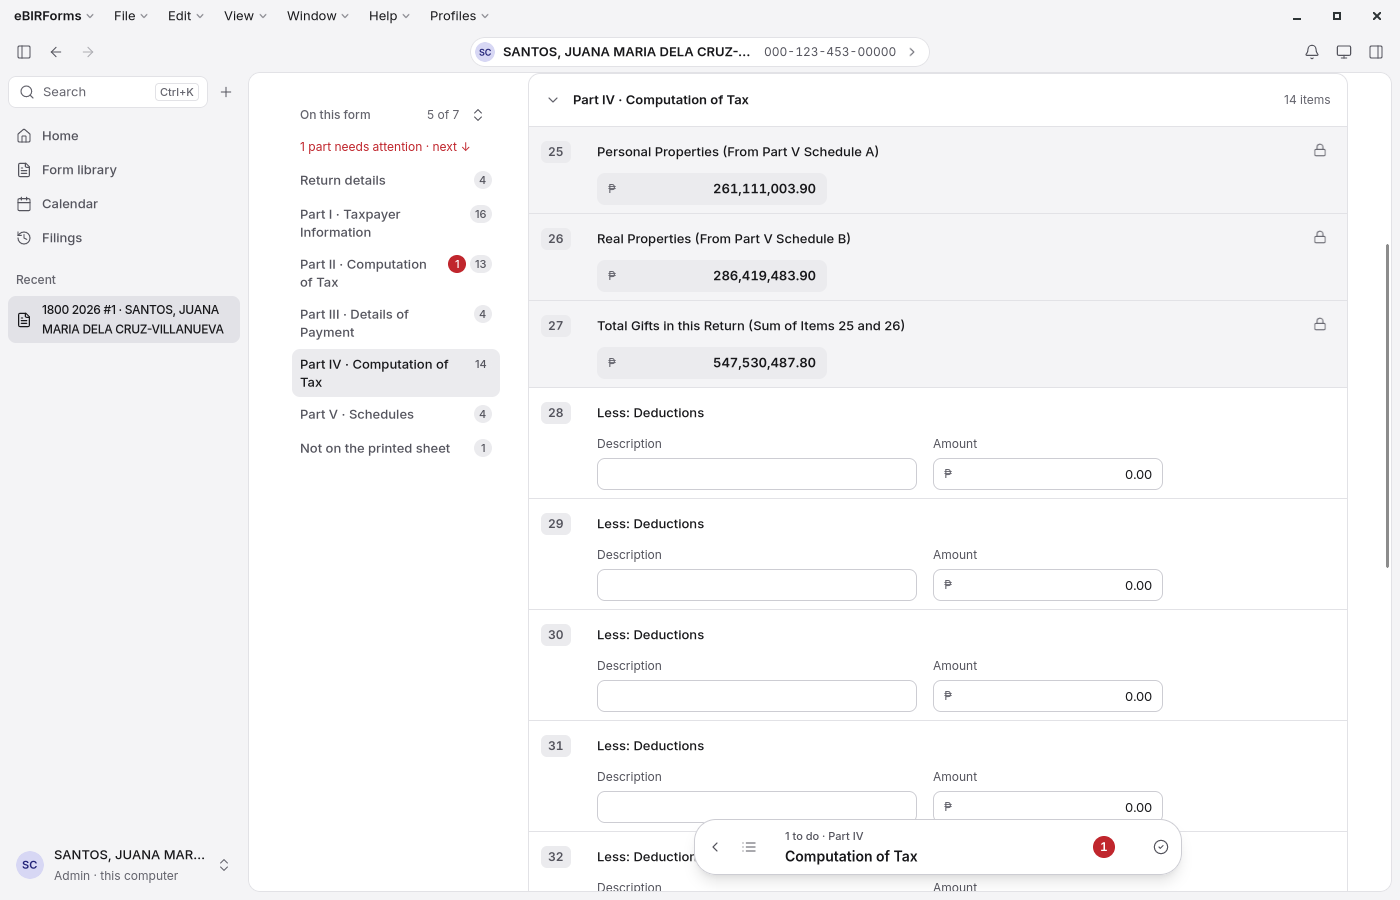 eBIRForms File Edit View Window Help Profiles
SC SANTOS, JUANA MARIA DELA CRUZ-... 000-123-453-00000
Search Ctrl+K
Home
Form library
Calendar
Filings
Recent
1800 2026 #1 · SANTOS, JUANA
MARIA DELA CRUZ-VILLANUEVA
SC SANTOS, JUANA MAR...
Admin · this computer
On this form 5 of 7
1 part needs attention · next ↓
Return details 4
Part I · Taxpayer
Information 16
Part II · Computation
of Tax 1 13
Part III · Details of
Payment 4
Part IV · Computation of
Tax 14
Part V · Schedules 4
Not on the printed sheet 1
Part IV · Computation of Tax 14 items
25 Personal Properties (From Part V Schedule A)
₱ 261,111,003.90
26 Real Properties (From Part V Schedule B)
₱ 286,419,483.90
27 Total Gifts in this Return (Sum of Items 25 and 26)
₱ 547,530,487.80
28 Less: Deductions
Description Amount
₱ 0.00
29 Less: Deductions
Description Amount
₱ 0.00
30 Less: Deductions
Description Amount
₱ 0.00
31 Less: Deductions
Description Amount
₱ 0.00
32 Less: Deduction
Description Amount
1 to do · Part IV
Computation of Tax 1